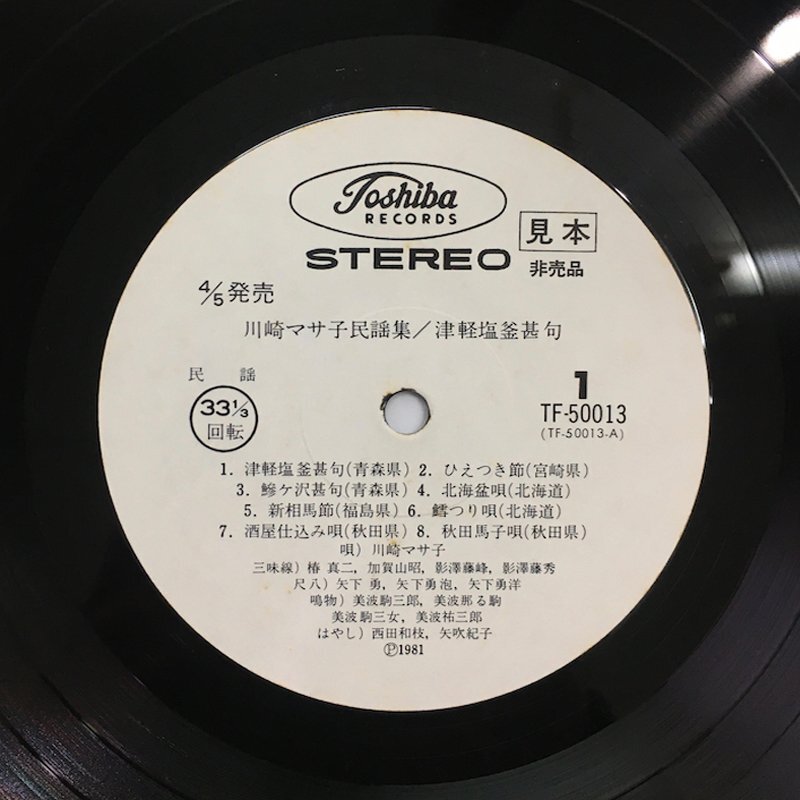 Toshiba
RECORDS
STEREO
見本
非売品
4/5発売
川崎マサ子民謡集/津軽塩釜甚句
民　謡
33 1/3
回転
1
TF-50013
(TF-50013-A)
1. 津軽塩釜甚句(青森県) 2. ひえつき節(宮崎県)
3. 鰺ケ沢甚句(青森県) 4. 北海盆唄(北海道)
5. 新相馬節(福島県) 6. 鱈つり唄(北海道)
7. 酒屋仕込み唄(秋田県) 8. 秋田馬子唄(秋田県)
唄) 川崎マサ子
三味線) 椿 真二, 加賀山昭, 影澤藤峰, 影澤藤秀
尺八) 矢下 勇, 矢下勇泡, 矢下勇洋
鳴物) 美波駒三郎, 美波那る駒
美波駒三女, 美波祐三郎
はやし) 西田和枝, 矢吹紀子
Ⓟ1981